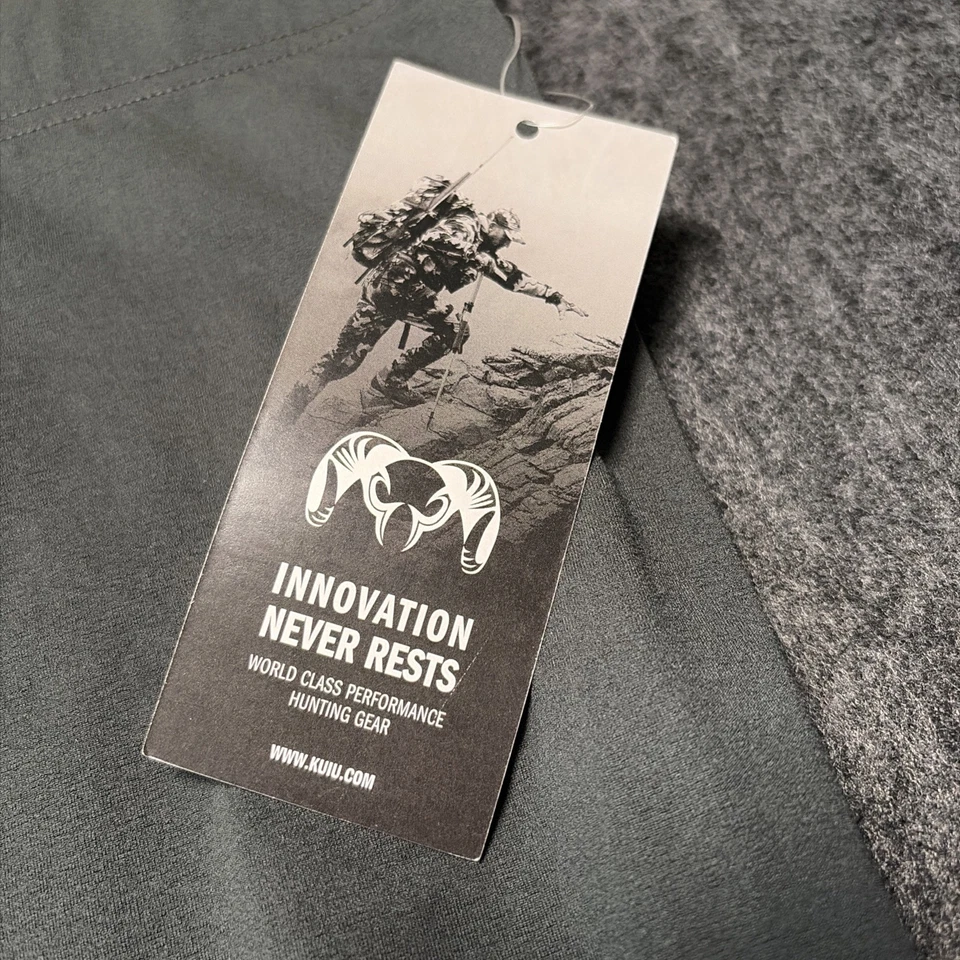 INNOVATION
NEVER RESTS
WORLD CLASS PERFORMANCE
HUNTING GEAR
WWW.KUIU.COM